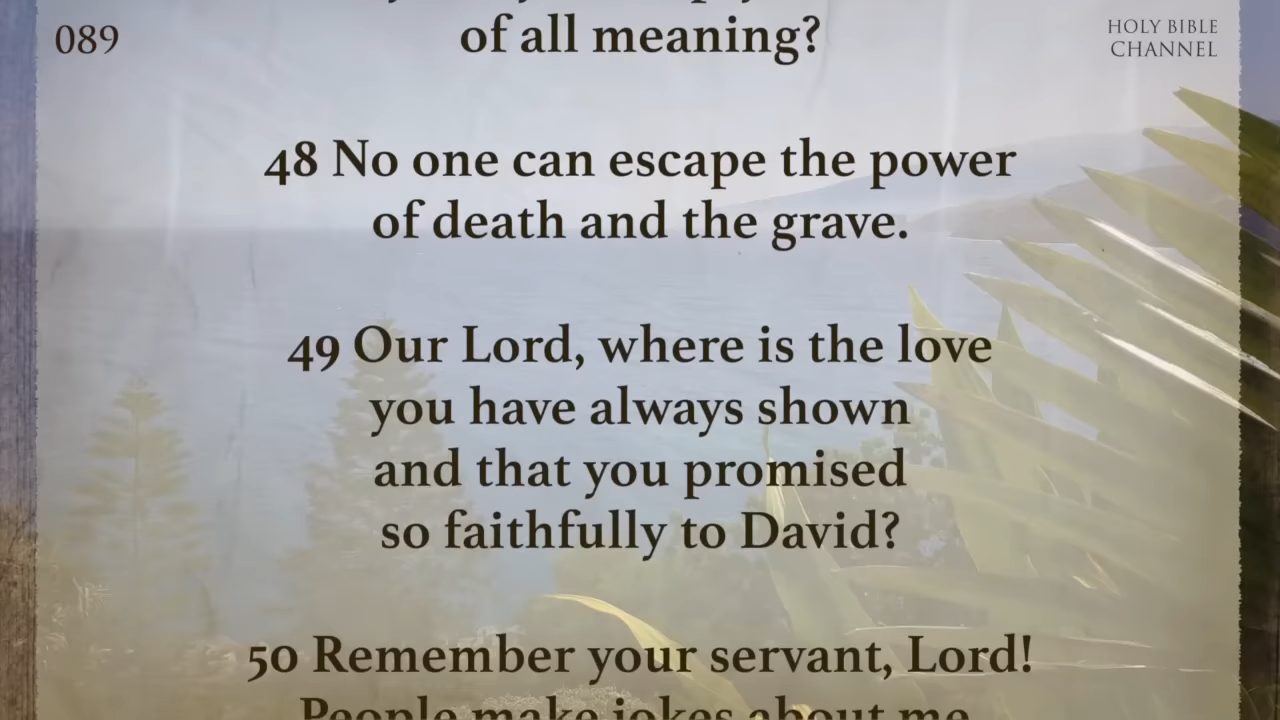 089
HOLY BIBLE
CHANNEL
of all meaning?
48 No one can escape the power
of death and the grave.
49 Our Lord, where is the love
you have always shown
and that you promised
so faithfully to David?
50 Remember your servant, Lord!
People make jokes about me